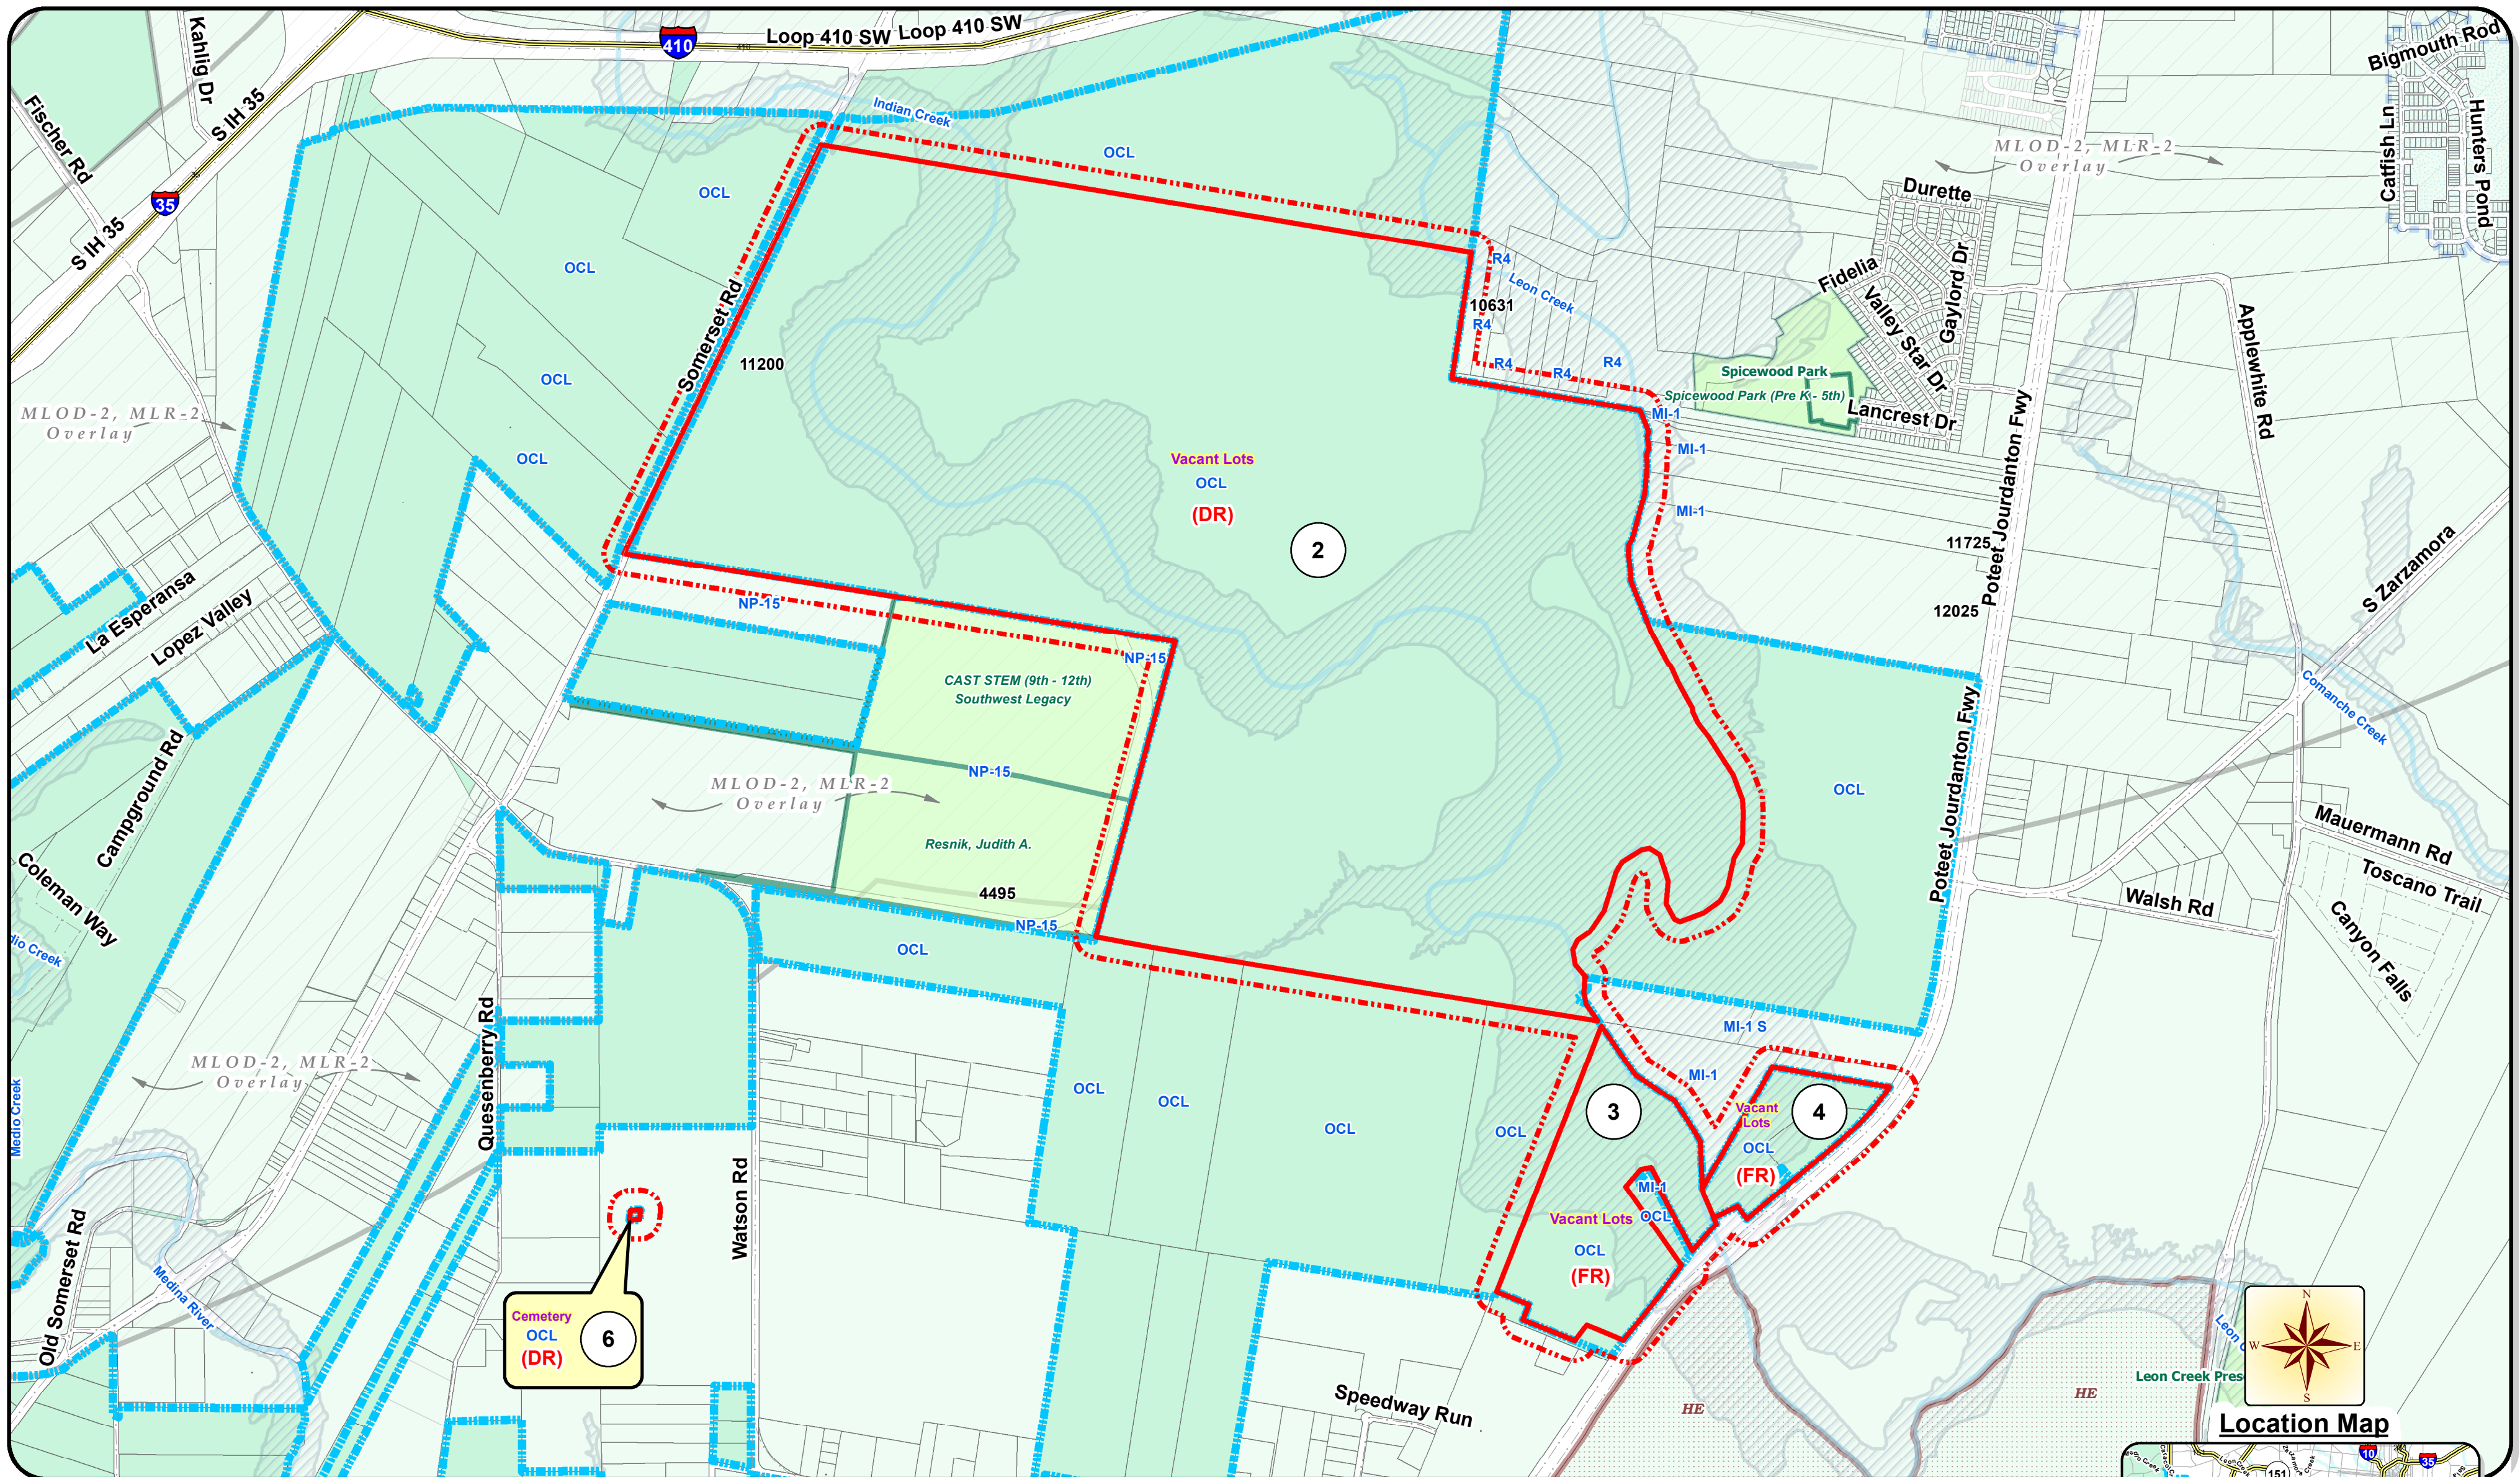 Kahlig Dr
410
Loop 410 SW
Loop 410 SW
410
Bigmouth Rod
Fischer Rd
S IH 35
35
35
S IH 35
Indian Creek
OCL
OCL
MLOD-2, MLR-2
Overlay
Catfish Ln
Hunters Pond
Durette
Fidelia
Gaylord Dr
Valley Star Dr
OCL
R4
Leon Creek
10631
R4
R4
R4
R4
Somerset Rd
11200
OCL
Applewhite Rd
Spicewood Park
Spicewood Park (Pre K - 5th)
Lancrest Dr
MLOD-2, MLR-2
Overlay
MI-1
MI-1
MI-1
OCL
Vacant Lots
OCL
(DR)
2
11725
12025
Poteet Jourdanton Fwy
S Zarzamora
La Esperansa
Lopez Valley
NP-15
NP-15
CAST STEM (9th - 12th)
Southwest Legacy
Comanche Creek
Campground Rd
NP-15
MLOD-2, MLR-2
Overlay
OCL
Poteet Jourdanton Fwy
Resnik, Judith A.
4495
NP-15
OCL
Mauermann Rd
Toscano Trail
Walsh Rd
Canyon Falls
Coleman Way
dio Creek
Quesenberry Rd
MLOD-2, MLR-2
Overlay
Medio Creek
MI-1 S
MI-1
OCL
OCL
OCL
OCL
3
Vacant
Lots
4
OCL
(FR)
MI-1
OCL
Vacant Lots
OCL
(FR)
Watson Rd
Old Somerset Rd
Medina River
Cemetery
OCL
(DR)
6
Speedway Run
HE
HE
Leon
Leon Creek Pres
N
W
E
S
Location Map
10
35
151